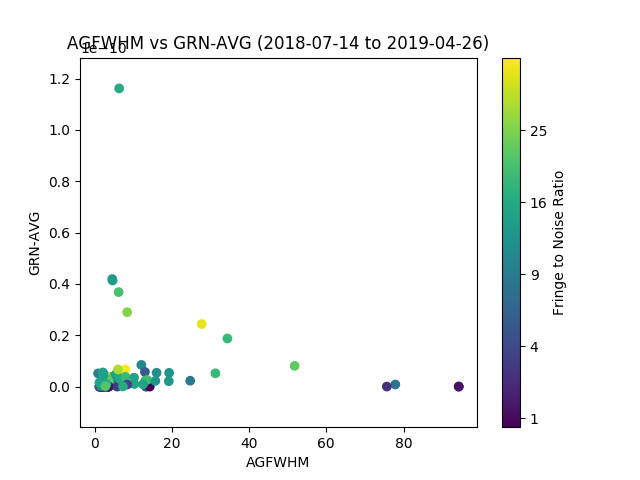 AGFWHM vs GRN-AVG (2018-07-14 to 2019-04-26)
1e−10
1.2
1.0
0.8
0.6
0.4
0.2
0.0
GRN-AVG
0 20 40 60 80
AGFWHM
25
16
9
4
1
Fringe to Noise Ratio